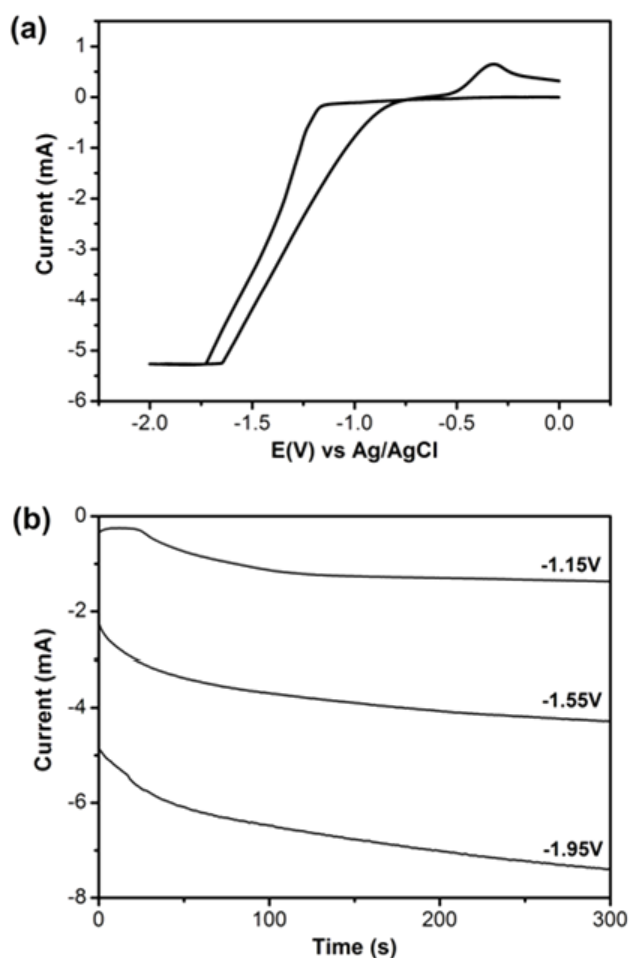 (a)
1
0
-1
-2
-3
-4
-5
-6
Current (mA)
-2.0 -1.5 -1.0 -0.5 0.0
E(V) vs Ag/AgCl
(b)
0
-2
-4
-6
-8
Current (mA)
-1.15V
-1.55V
-1.95V
0 100 200 300
Time (s)